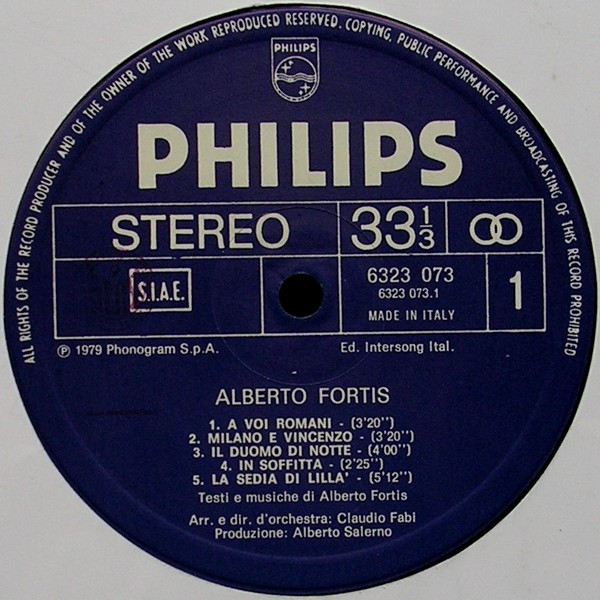 ALL RIGHTS OF THE RECORD PRODUCER AND OF THE OWNER OF THE WORK REPRODUCED RESERVED. COPYING, PUBLIC PERFORMANCE AND BROADCASTING OF THIS RECORD PROHIBITED
PHILIPS
PHILIPS
STEREO 33 1/3
S.I.A.E. 6323 073 1
6323 073.1
MADE IN ITALY
℗ 1979 Phonogram S.p.A. Ed. Intersong Ital.
ALBERTO FORTIS
1. A VOI ROMANI - (3'20'')
2. MILANO E VINCENZO - (3'20'')
3. IL DUOMO DI NOTTE - (4'00'')
4. IN SOFFITTA - (2'25'')
5. LA SEDIA DI LILLA' - (5'12'')
Testi e musiche di Alberto Fortis
Arr. e dir. d'orchestra: Claudio Fabi
Produzione: Alberto Salerno